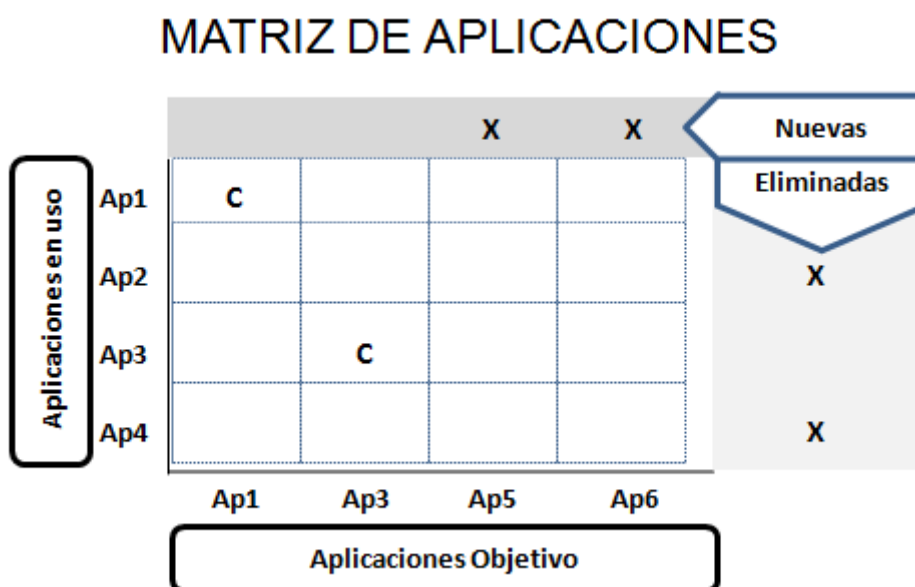 MATRIZ DE APLICACIONES
X X Nuevas
Eliminadas
Aplicaciones en uso
Ap1 C
Ap2 X
Ap3 C
Ap4 X
Ap1 Ap3 Ap5 Ap6
Aplicaciones Objetivo